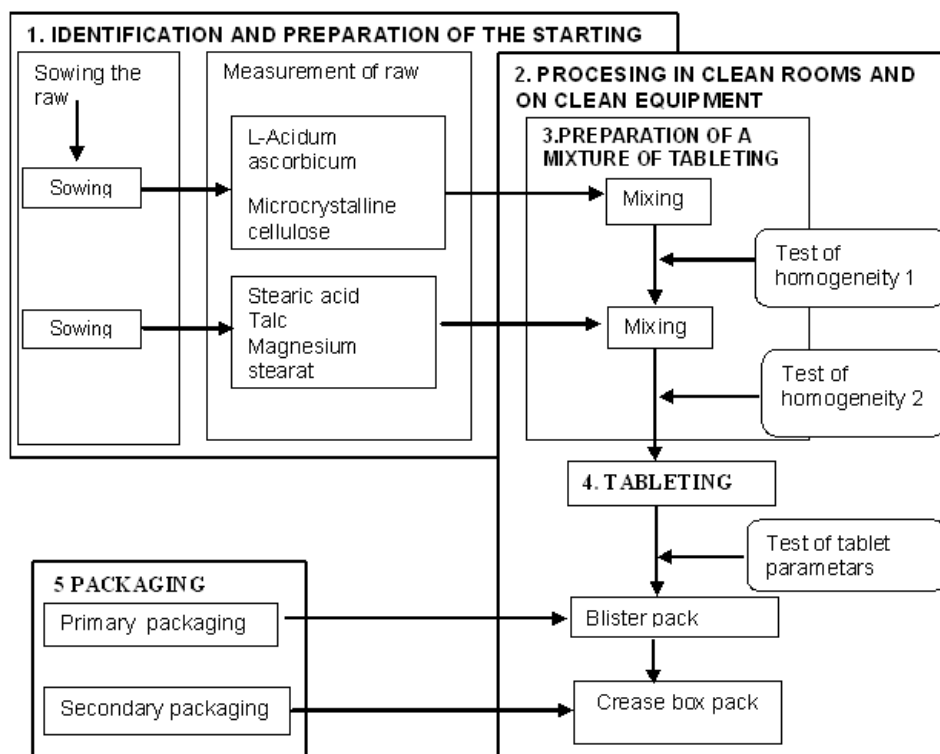 1. IDENTIFICATION AND PREPARATION OF THE STARTING
Sowing the
raw
Measurement of raw
2. PROCESING IN CLEAN ROOMS AND
ON CLEAN EQUIPMENT
L-Acidum
ascorbicum
Microcrystalline
cellulose
3.PREPARATION OF A
MIXTURE OF TABLETING
Sowing
Mixing
Test of
homogeneity 1
Sowing
Stearic acid
Talc
Magnesium
stearat
Mixing
Test of
homogeneity 2
4. TABLETING
Test of tablet
parametars
5 PACKAGING
Primary packaging
Blister pack
Secondary packaging
Crease box pack